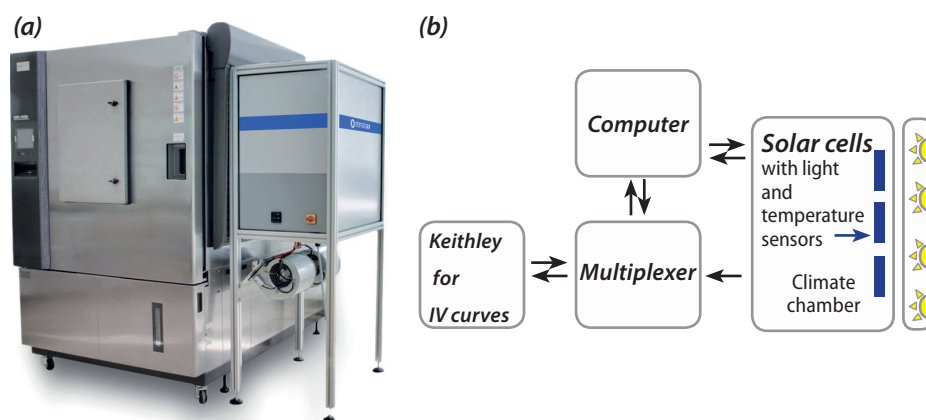 (a)
(b)
Computer
Solar cells
with light
and
temperature
sensors
Climate
chamber
Keithley
for
IV curves
Multiplexer